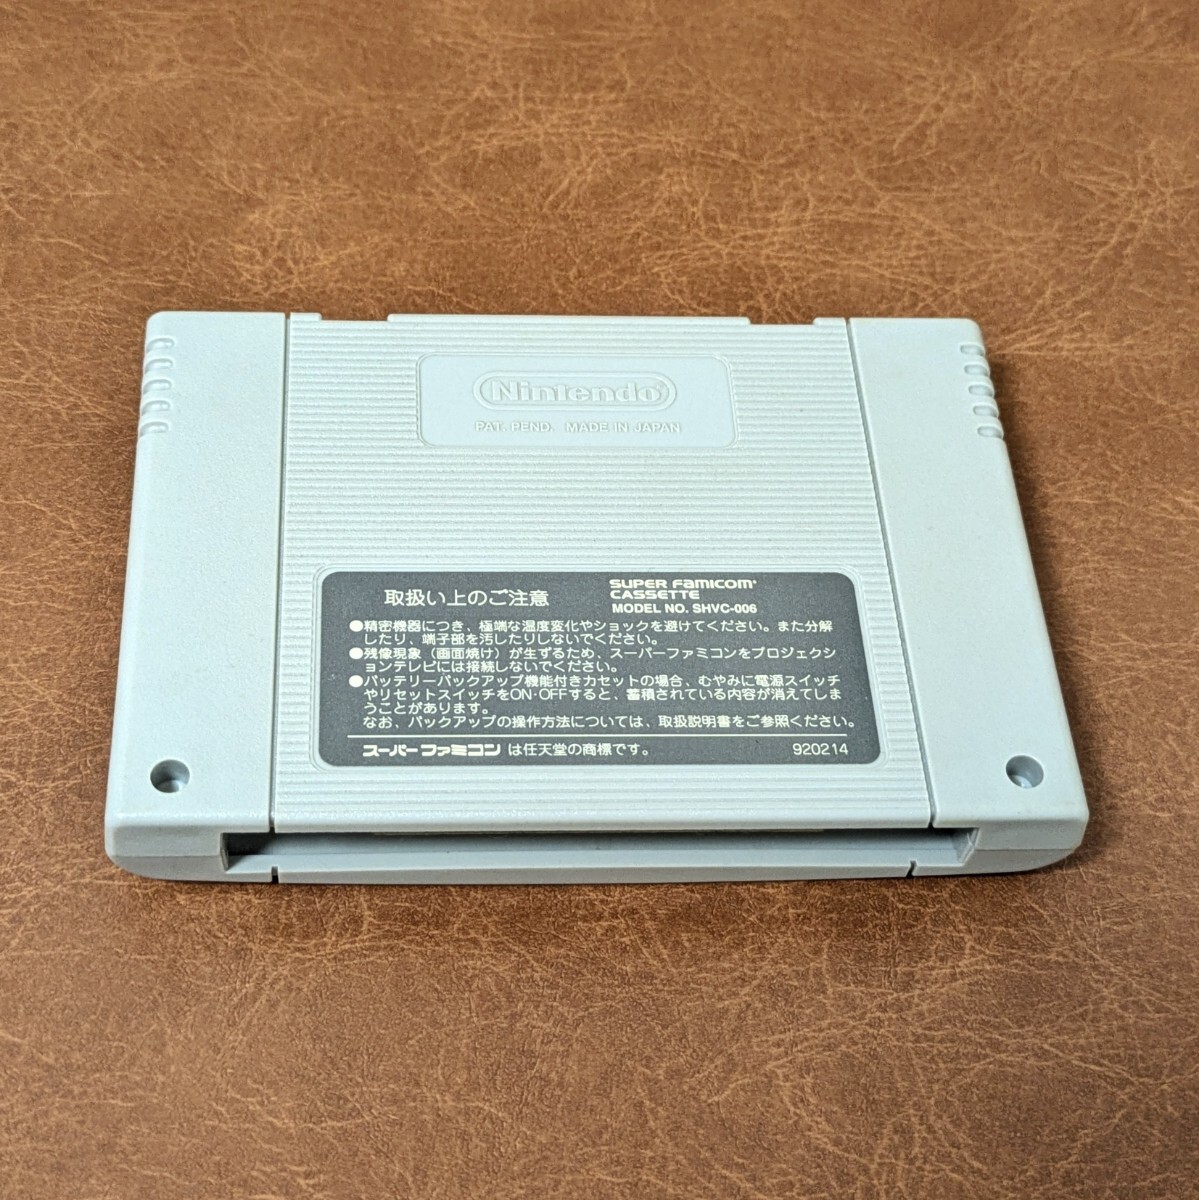 Nintendo
PAT. PEND. MADE IN JAPAN
取扱い上のご注意
SUPER FAMICOM
CASSETTE
MODEL NO. SHVC-006
●精密機器につき、極端な温度変化やショックを避けてください。また分解
したり、端子部を汚したりしないでください。
●残像現象(画面焼け)が生ずるため、スーパーファミコンをプロジェクシ
ョンテレビには接続しないでください。
●バッテリーバックアップ機能付きカセットの場合、むやみに電源スイッチ
やリセットスイッチをON・OFFすると、蓄積されている内容が消えてしま
うことがあります。
なお、バックアップの操作方法については、取扱説明書をご参照ください。
スーパーファミコン は任天堂の商標です。 920214